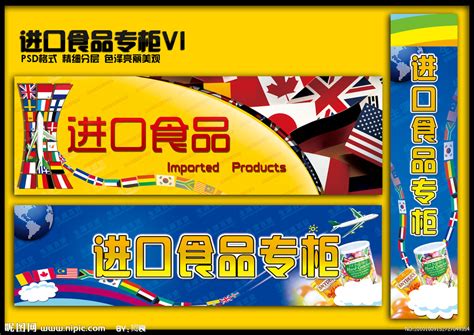 进口食品专柜VI
PSD格式 精细分层 色泽亮丽美观
进口食品
Imported Products
进口食品专柜
进口食品专柜
昵图网
www.nipic.com